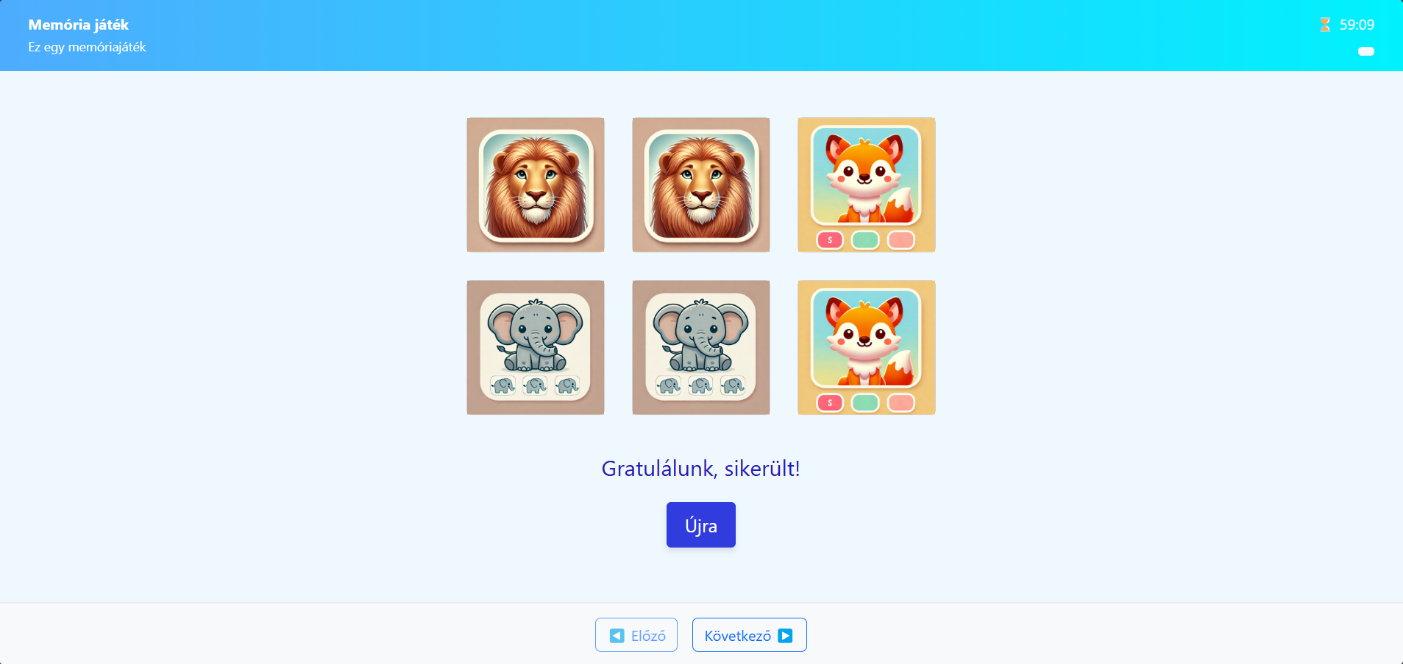 Memória játék
Ez egy memóriajáték
⏳ 59:09
$
$
Gratulálunk, sikerült!
Újra
◀ Előző
Következő ▶